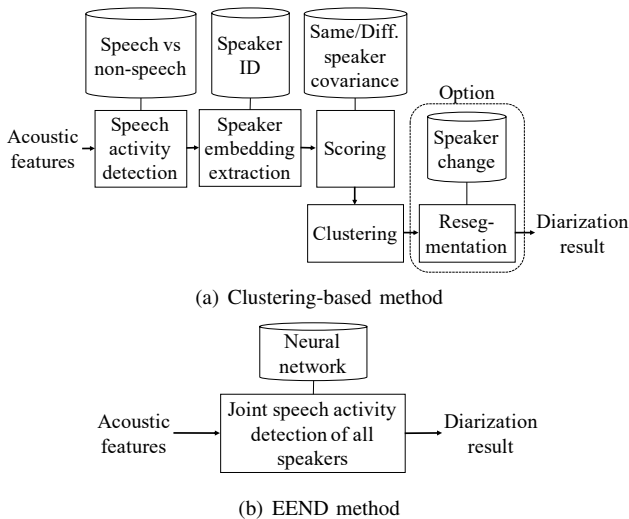 Speech vs
non-speech
Speaker
ID
Same/Diff.
speaker
covariance
Option
Acoustic
features
Speech
activity
detection
Speaker
embedding
extraction
Scoring
Speaker
change
Clustering
Reseg-
mentation
Diarization
result
(a) Clustering-based method
Neural
network
Acoustic
features
Joint speech activity
detection of all
speakers
Diarization
result
(b) EEND method